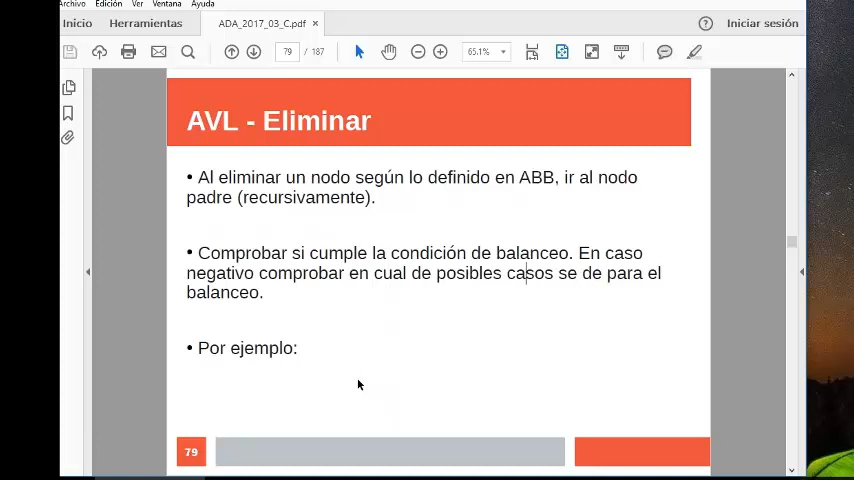 Archivo Edición Ver Ventana Ayuda
Inicio Herramientas ADA_2017_03_C.pdf × ? Iniciar sesión
79 / 187 65.1%
AVL - Eliminar
• Al eliminar un nodo según lo definido en ABB, ir al nodo
padre (recursivamente).
• Comprobar si cumple la condición de balanceo. En caso
negativo comprobar en cual de posibles casos se de para el
balanceo.
• Por ejemplo:
79